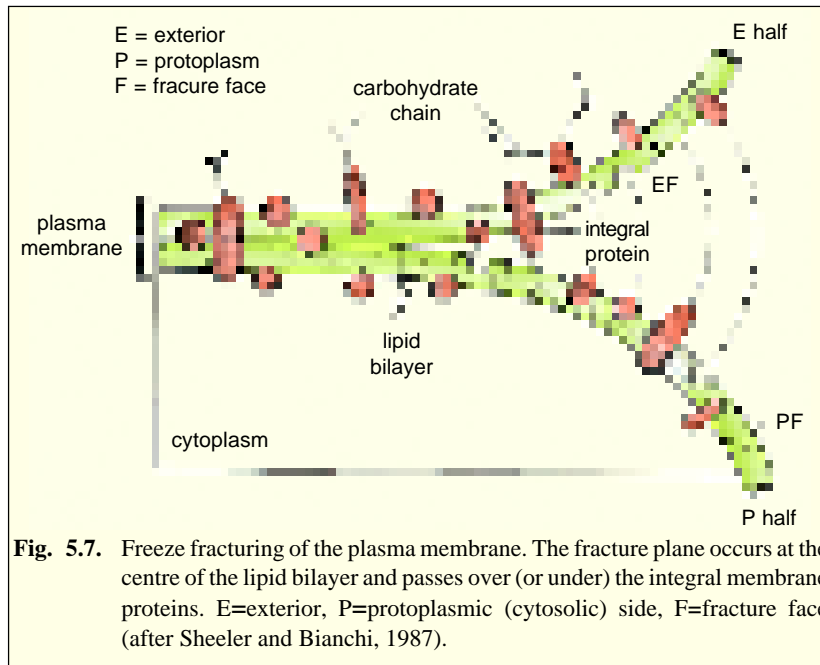 E = exterior
P = protoplasm
F = fracure face
E half
carbohydrate
chain
EF
plasma
membrane
integral
protein
lipid
bilayer
cytoplasm
PF
P half
Fig. 5.7. Freeze fracturing of the plasma membrane. The fracture plane occurs at the
centre of the lipid bilayer and passes over (or under) the integral membrane
proteins. E=exterior, P=protoplasmic (cytosolic) side, F=fracture face
(after Sheeler and Bianchi, 1987).